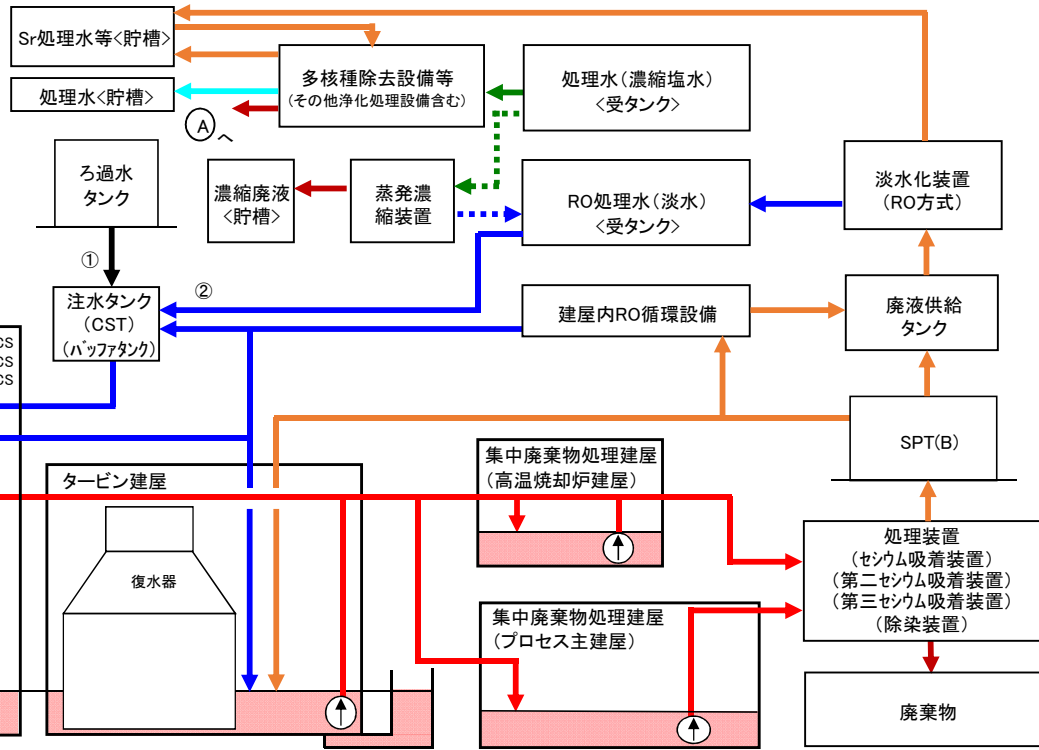 Sr処理水等<貯槽>
処理水<貯槽>
多核種除去設備等
(その他浄化処理設備含む)
処理水(濃縮塩水)
<受タンク>
A へ
ろ過水
タンク
濃縮廃液
<貯槽>
蒸発濃
縮装置
RO処理水(淡水)
<受タンク>
淡水化装置
(RO方式)
①
②
注水タンク
(CST)
(バッファタンク)
建屋内RO循環設備
廃液供給
タンク
CS
CS
CS
SPT(B)
タービン建屋
復水器
集中廃棄物処理建屋
(高温焼却炉建屋)
集中廃棄物処理建屋
(プロセス主建屋)
処理装置
(セシウム吸着装置)
(第二セシウム吸着装置)
(第三セシウム吸着装置)
(除染装置)
廃棄物